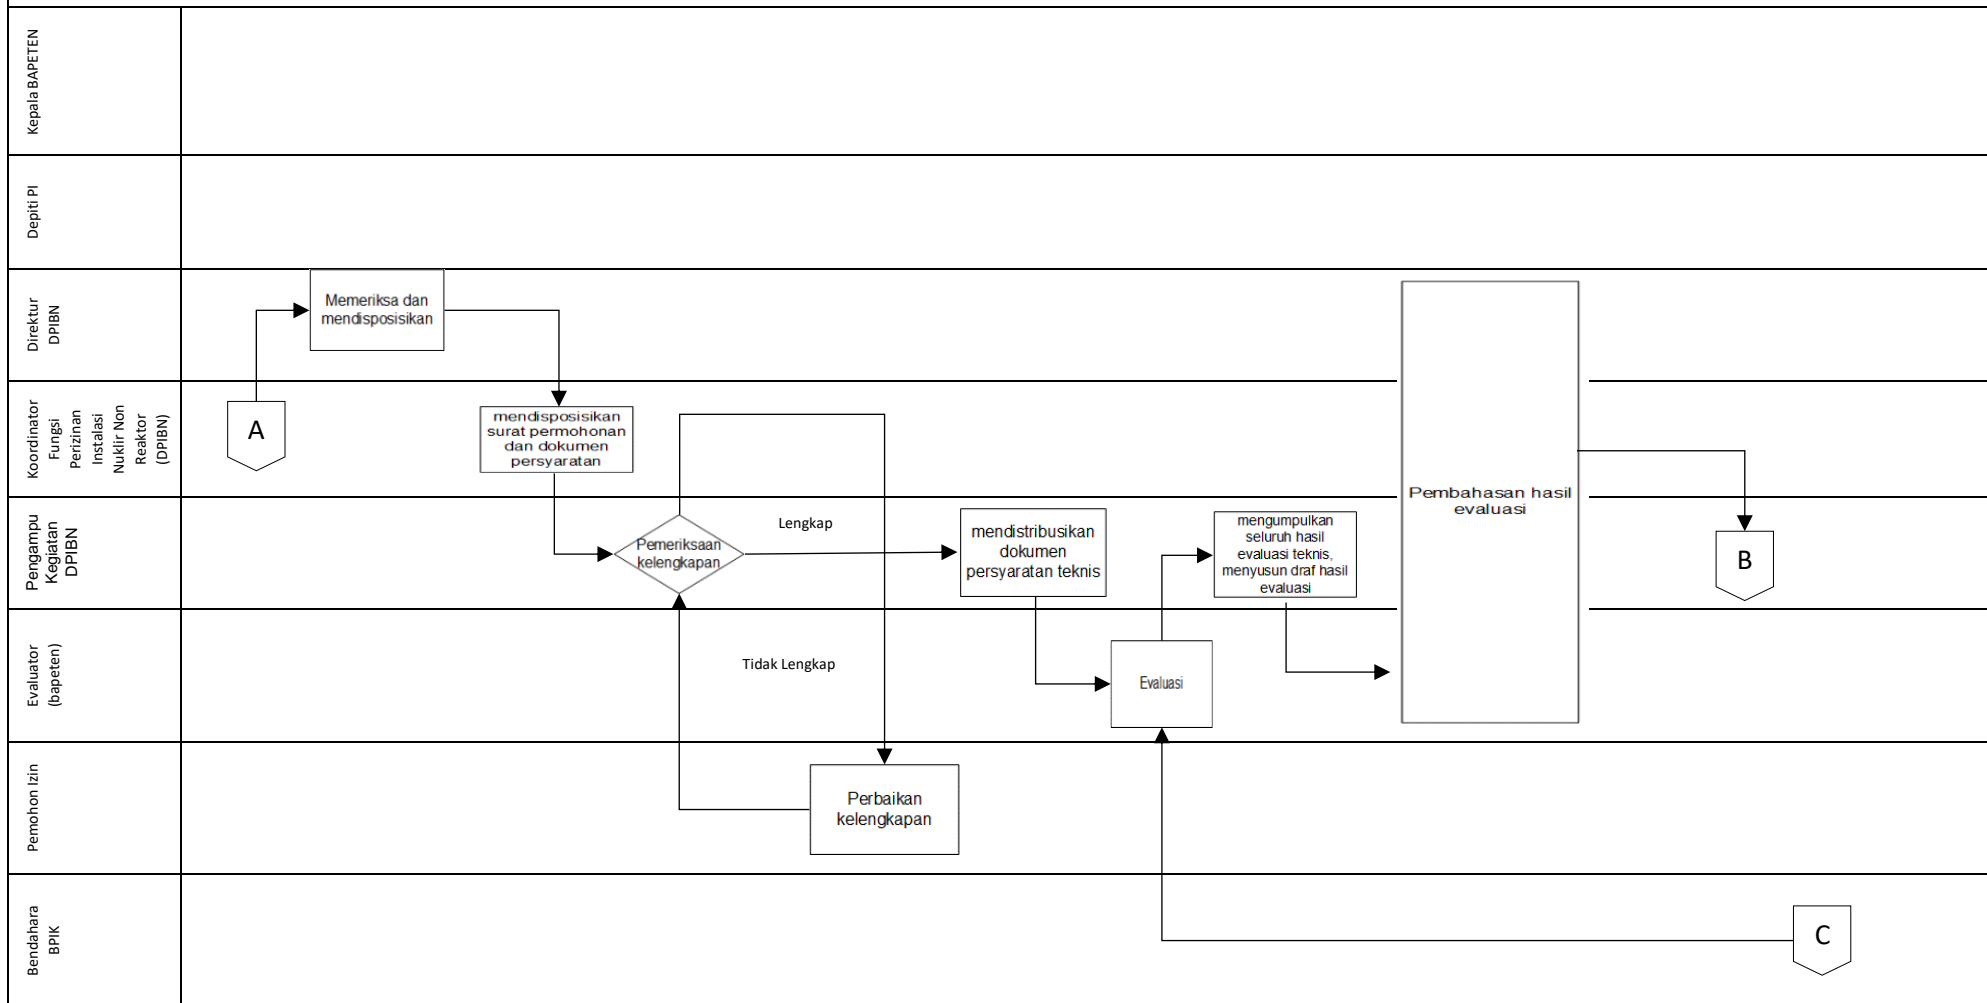 Kepala BAPETEN
Depiti PI
Direktur
DPIBN
Memeriksa dan
mendisposisikan
Koordinator
Fungsi
Perizinan
Instalasi
Nuklir Non
Reaktor
(DPIBN)
A
mendisposisikan
surat permohonan
dan dokumen
persyaratan
Pengampu
Kegiatan
DPIBN
Pemeriksaan
kelengkapan
Lengkap
mendistribusikan
dokumen
persyaratan teknis
mengumpulkan
seluruh hasil
evaluasi teknis,
menyusun draf hasil
evaluasi
Pembahasan hasil
evaluasi
B
Evaluator
(bapeten)
Tidak Lengkap
Evaluasi
Pemohon Izin
Perbaikan
kelengkapan
Bendahara
BPIK
C